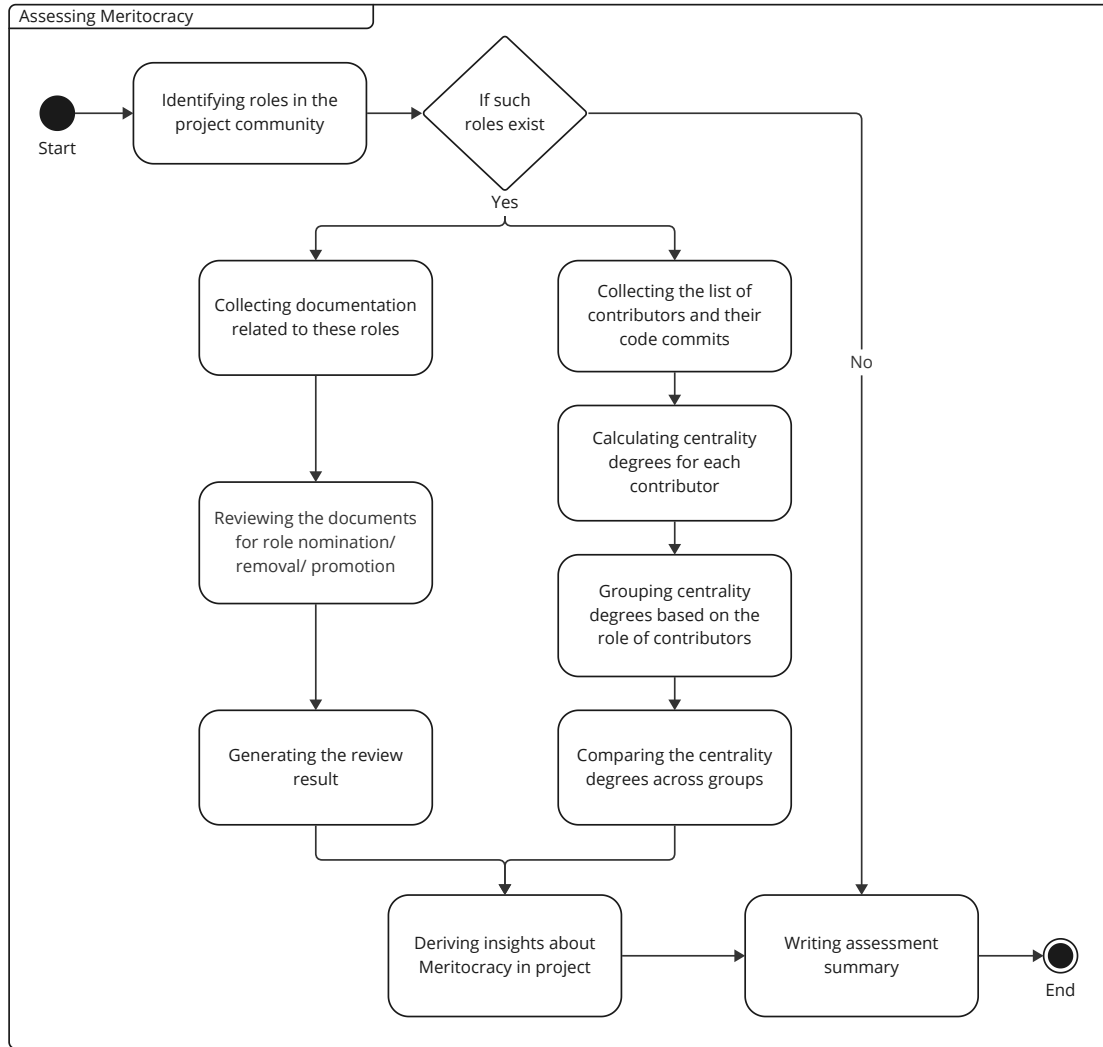 Assessing Meritocracy
Identifying roles in the
project community
If such
roles exist
Start
Yes
Collecting documentation
related to these roles
Collecting the list of
contributors and their
code commits
No
Calculating centrality
degrees for each
contributor
Reviewing the documents
for role nomination/
removal/ promotion
Grouping centrality
degrees based on the
role of contributors
Generating the review
result
Comparing the centrality
degrees across groups
Deriving insights about
Meritocracy in project
Writing assessment
summary
End